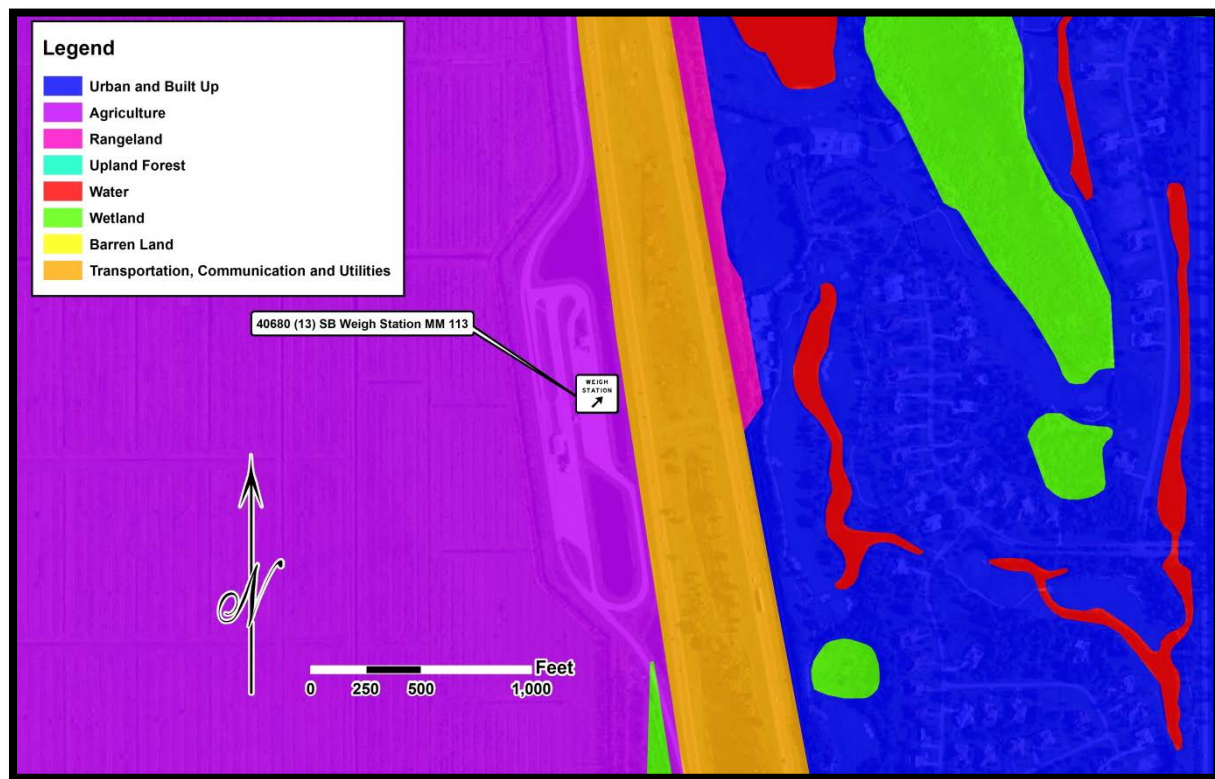 Legend
Urban and Built Up
Agriculture
Rangeland
Upland Forest
Water
Wetland
Barren Land
Transportation, Communication and Utilities
40680 (13) SB Weigh Station MM 113
WEIGH
STATION
N
Feet
0 250 500 1,000